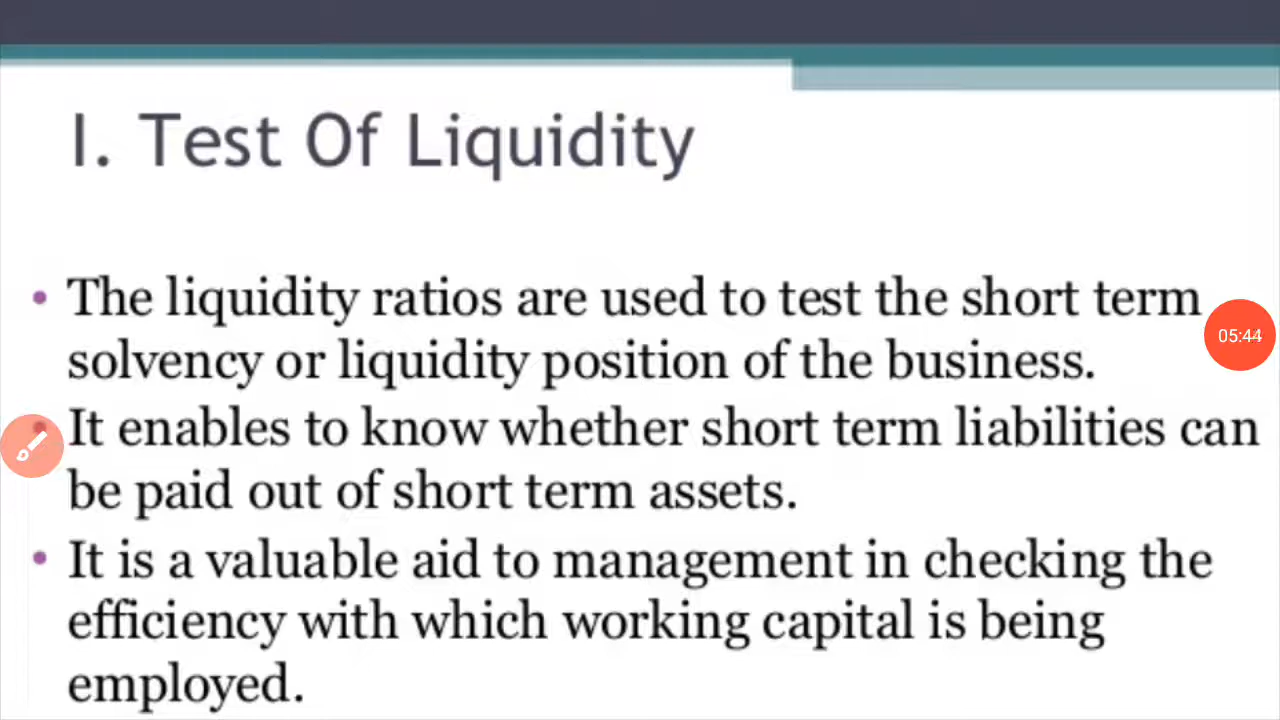 I. Test Of Liquidity
• The liquidity ratios are used to test the short term
solvency or liquidity position of the business.
05:44
• It enables to know whether short term liabilities can
be paid out of short term assets.
• It is a valuable aid to management in checking the
efficiency with which working capital is being
employed.